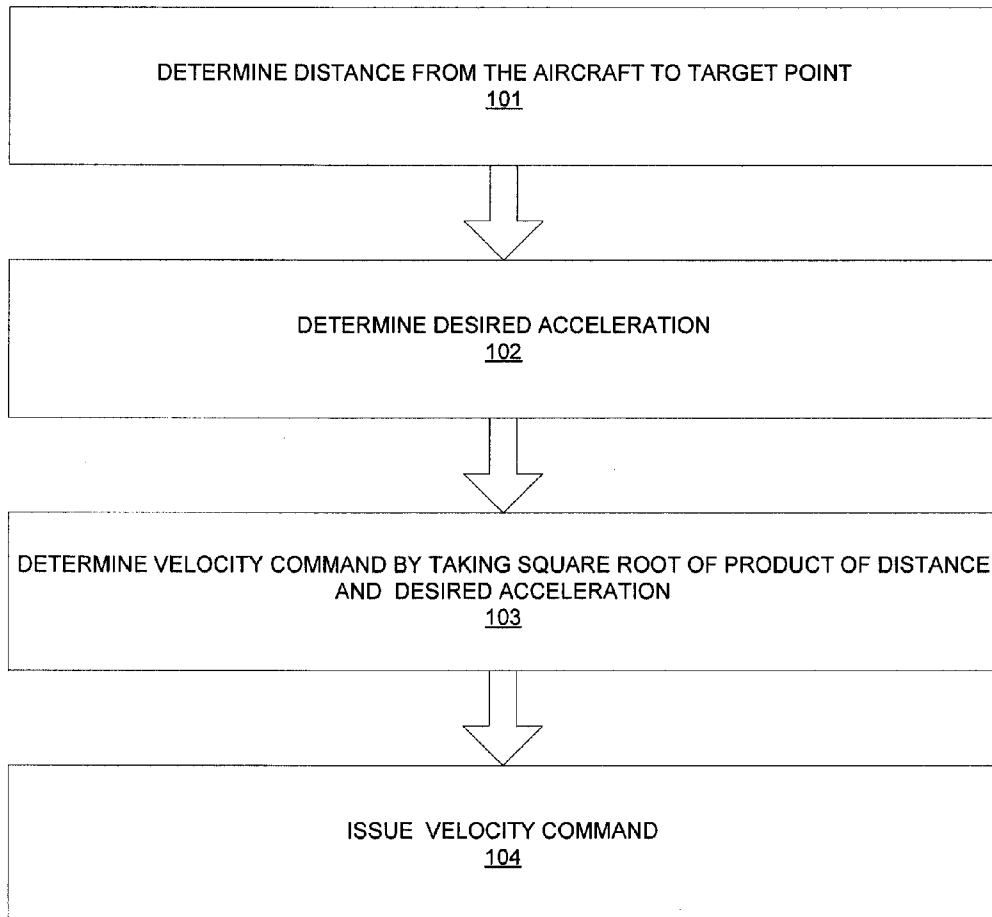 DETERMINE DISTANCE FROM THE AIRCRAFT TO TARGET POINT
101
DETERMINE DESIRED ACCELERATION
102
DETERMINE VELOCITY COMMAND BY TAKING SQUARE ROOT OF PRODUCT OF DISTANCE
AND DESIRED ACCELERATION
103
ISSUE VELOCITY COMMAND
104